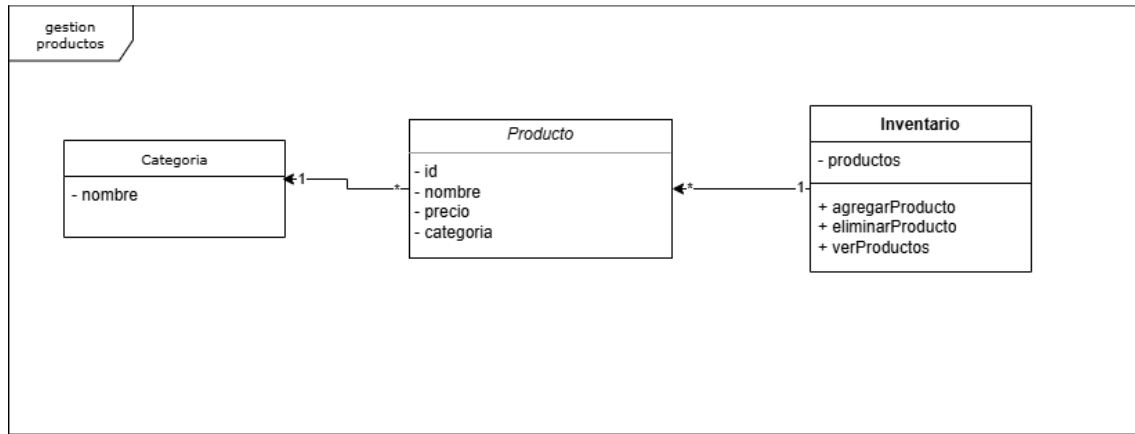 gestion
productos
Categoria
- nombre
1
*
Producto
- id
- nombre
- precio
- categoria
*
1
Inventario
- productos
+ agregarProducto
+ eliminarProducto
+ verProductos